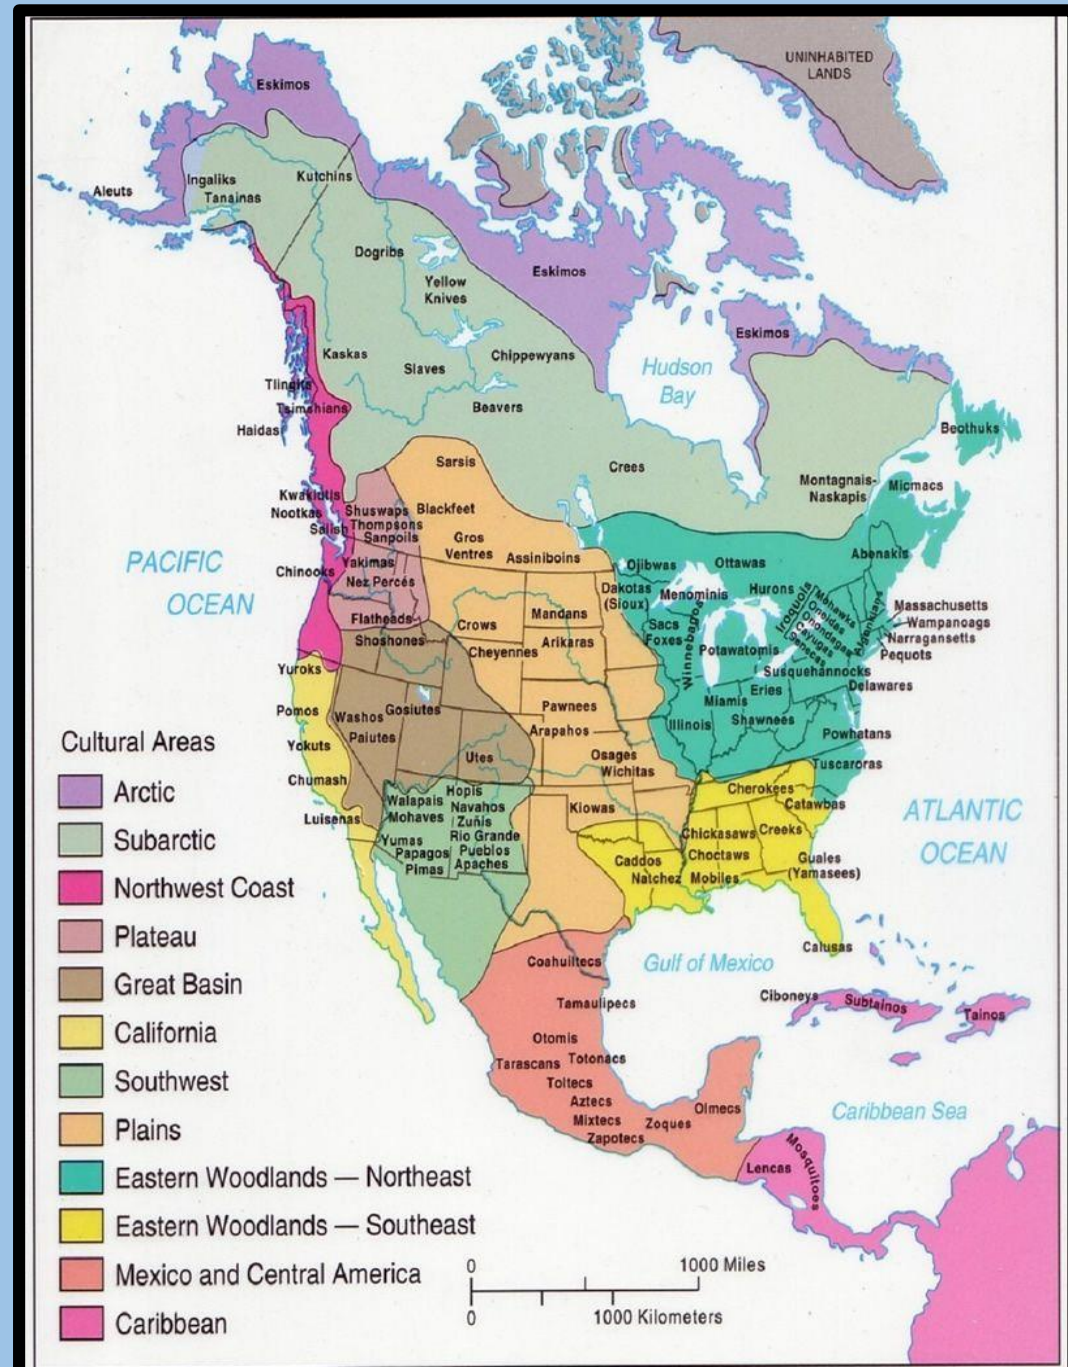 UNINHABITED
LANDS
Eskimos
Aleuts
Ingaliks
Tanainas
Kutchins
Dogribs
Yellow
Knives
Eskimos
Eskimos
Kaskas
Slaves
Chippewyans
Hudson
Bay
Tlingits
Tsimshians
Haidas
Beavers
Beothuks
Sarsis
Crees
Montagnais-
Naskapis
Micmacs
Kwakiutls
Nootkas
Salish
Shuswaps
Thompsons
Sanpoils
Blackfeet
Gros
Ventres
Assiniboins
Ojibwas
Ottawas
Abenakis
PACIFIC
OCEAN
Chinooks
Yakimas
Nez Percés
Flatheads
Dakotas
(Sioux)
Menominis
Hurons
Iroquois
Mohawks
Oneidas
Onondagas
Cayugas
Senecas
Massachusetts
Wampanoags
Narragansetts
Pequots
Crows
Mandans
Arikaras
Sacs
Foxes
Winnebagos
Potawatomis
Susquehannocks
Shoshones
Cheyennes
Yuroks
Eries
Delawares
Miamis
Pomos
Washos
Gosiutes
Paiutes
Pawnees
Arapahos
Illinois
Shawnees
Powhatans
Yokuts
Utes
Osages
Wichitas
Tuscaroras
Chumash
Luisenas
Walapais
Mohaves
Hopis
Navahos
Zuñis
Rio Grande
Pueblos
Apaches
Yumas
Papagos
Pimas
Kiowas
Cherokees
Catawbas
Chickasaws
Creeks
Choctaws
Caddos
Natchez
Mobiles
Guales
(Yamasees)
ATLANTIC
OCEAN
Calusas
Coahuiltecs
Gulf of Mexico
Ciboneys
Subtainos
Tainos
Tamaulipecs
Otomis
Tarascans
Totonacs
Toltecs
Aztecs
Mixtecs
Zapotecs
Zoques
Olmecs
Caribbean Sea
Lencas
Mosquitoes
Cultural Areas
Arctic
Subarctic
Northwest Coast
Plateau
Great Basin
California
Southwest
Plains
Eastern Woodlands — Northeast
Eastern Woodlands — Southeast
Mexico and Central America
Caribbean
0 1000 Miles
0 1000 Kilometers